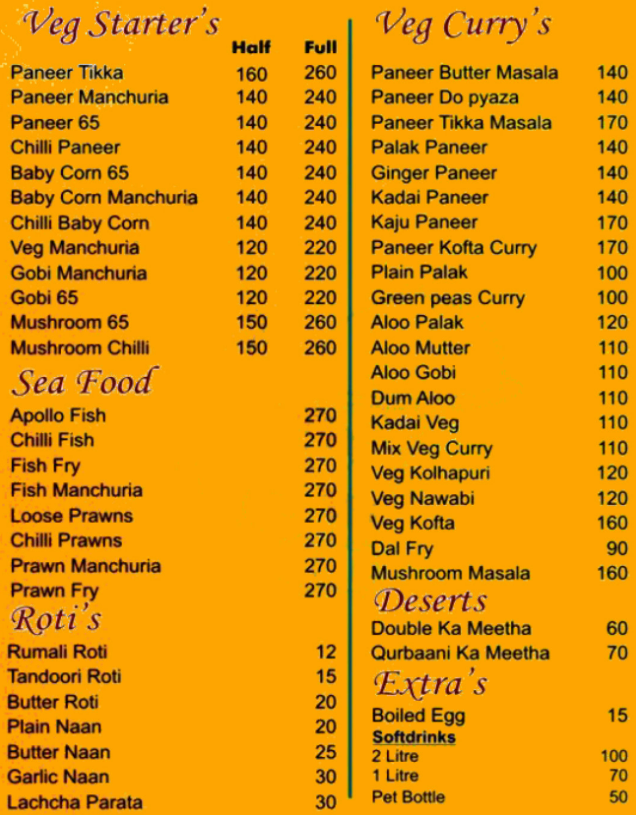 Veg Starter's
Half Full
Paneer Tikka 160 260
Paneer Manchuria 140 240
Paneer 65 140 240
Chilli Paneer 140 240
Baby Corn 65 140 240
Baby Corn Manchuria 140 240
Chilli Baby Corn 140 240
Veg Manchuria 120 220
Gobi Manchuria 120 220
Gobi 65 120 220
Mushroom 65 150 260
Mushroom Chilli 150 260
Sea Food
Apollo Fish 270
Chilli Fish 270
Fish Fry 270
Fish Manchuria 270
Loose Prawns 270
Chilli Prawns 270
Prawn Manchuria 270
Prawn Fry 270
Roti's
Rumali Roti 12
Tandoori Roti 15
Butter Roti 20
Plain Naan 20
Butter Naan 25
Garlic Naan 30
Lachcha Parata 30
Veg Curry's
Paneer Butter Masala 140
Paneer Do pyaza 140
Paneer Tikka Masala 170
Palak Paneer 140
Ginger Paneer 140
Kadai Paneer 140
Kaju Paneer 170
Paneer Kofta Curry 170
Plain Palak 100
Green peas Curry 100
Aloo Palak 120
Aloo Mutter 110
Aloo Gobi 110
Dum Aloo 110
Kadai Veg 110
Mix Veg Curry 110
Veg Kolhapuri 120
Veg Nawabi 120
Veg Kofta 160
Dal Fry 90
Mushroom Masala 160
Deserts
Double Ka Meetha 60
Qurbaani Ka Meetha 70
Extra's
Boiled Egg 15
Softdrinks
2 Litre 100
1 Litre 70
Pet Bottle 50